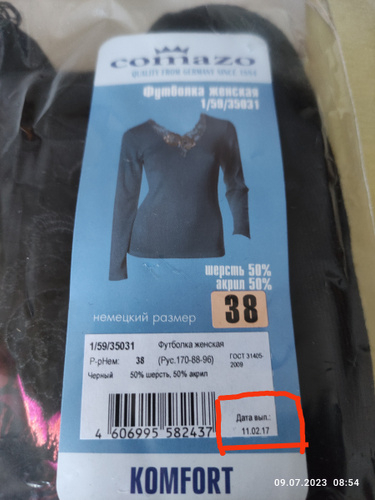 comazo
QUALITY FROM GERMANY SINCE 1884
Футболка женская
1/59/35031
шерсть 50%
акрил 50%
немецкий размер 38
1/59/35031 Футболка женская
Р-рНем: 38 (Рус.170-88-96) ГОСТ 31405-
2009
Черный 50% шерсть, 50% акрил
Дата вып.:
11.02.17
4 606995 582437
KOMFORT
09.07.2023 08:54